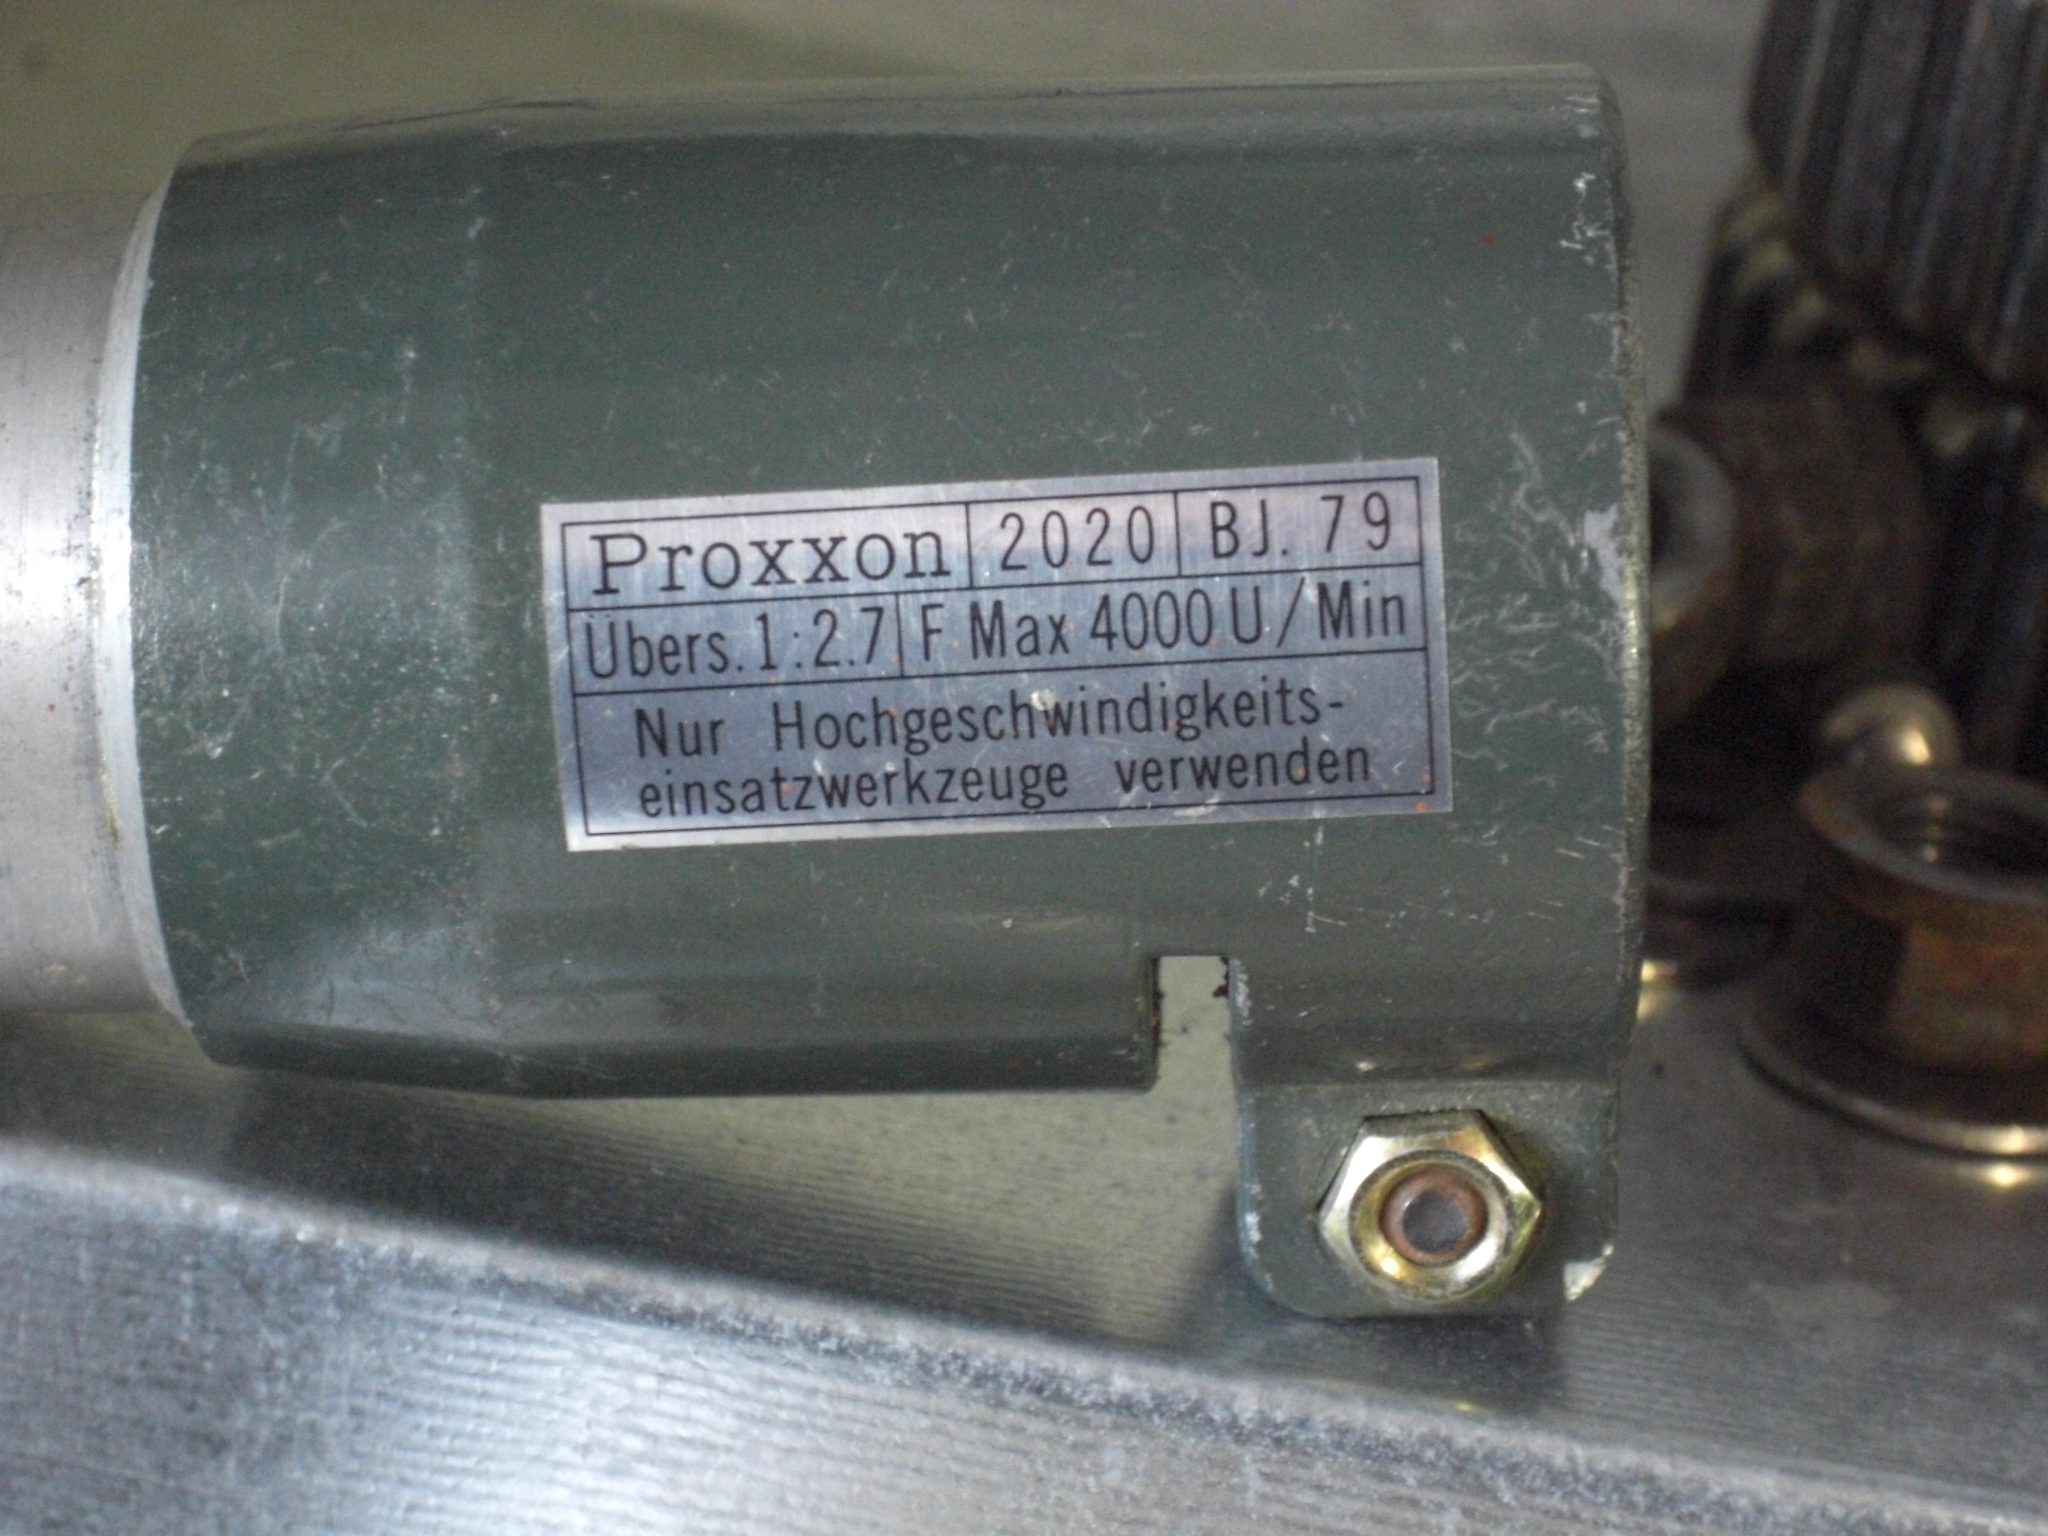 Proxxon 2020 BJ. 79
Übers. 1:2.7 F Max 4000 U/Min
Nur Hochgeschwindigkeits-
einsatzwerkzeuge verwenden